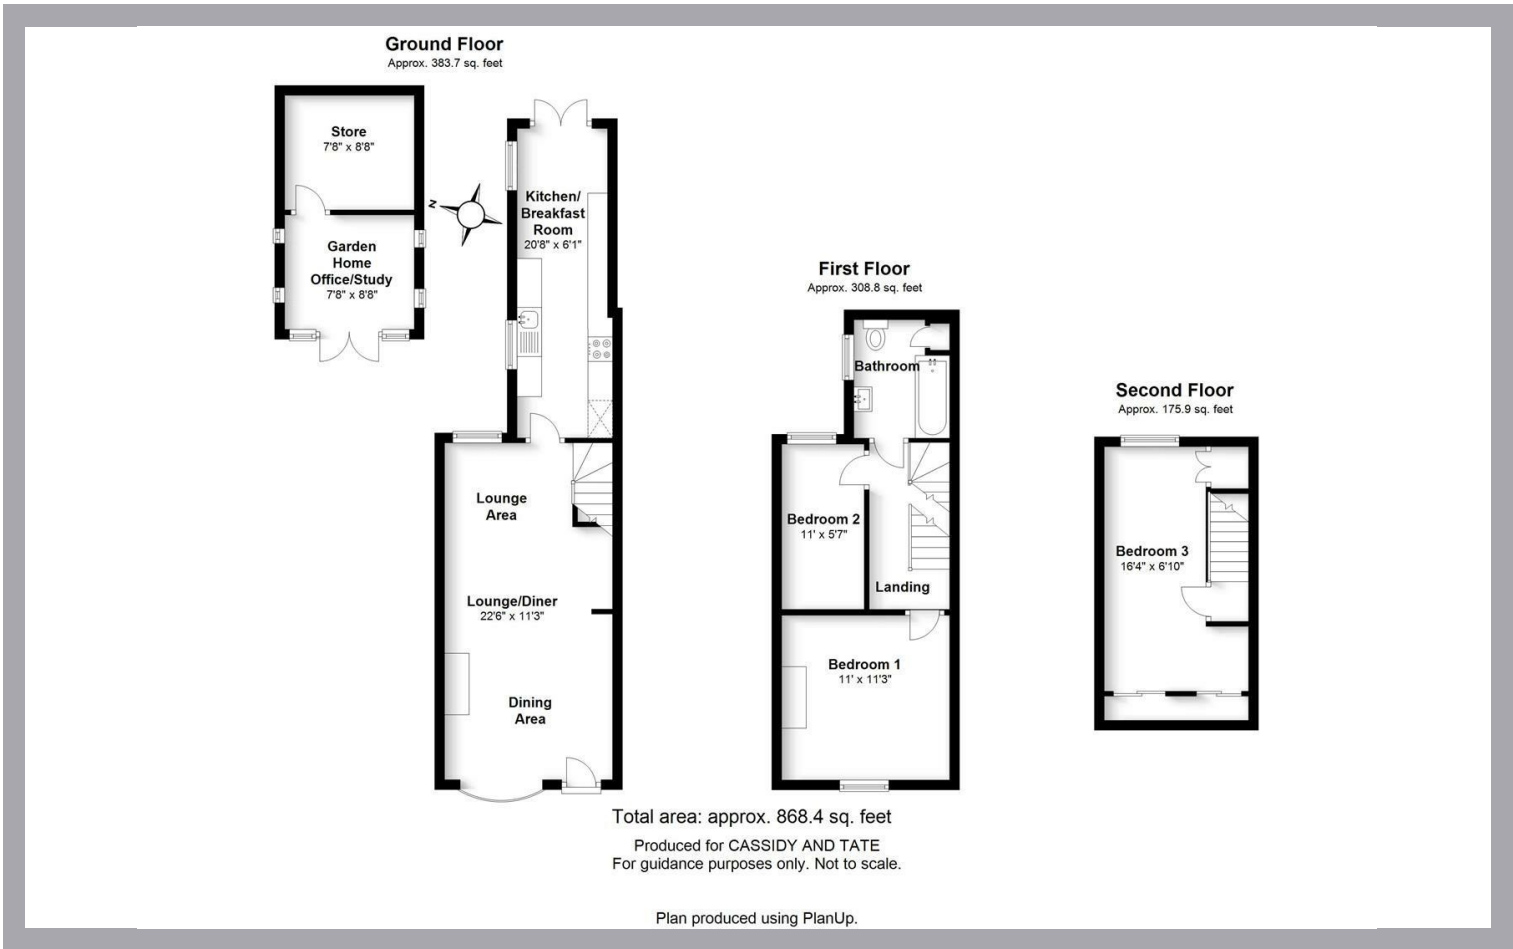 Ground Floor
Approx. 383.7 sq. feet
Store
7'8" x 8'8"
N
Garden
Home
Office/Study
7'8" x 8'8"
Kitchen/
Breakfast
Room
20'8" x 6'1"
Lounge
Area
Lounge/Diner
22'6" x 11'3"
Dining
Area
First Floor
Approx. 308.8 sq. feet
Bathroom
Bedroom 2
11' x 5'7"
Landing
Bedroom 1
11' x 11'3"
Second Floor
Approx. 175.9 sq. feet
Bedroom 3
16'4" x 6'10"
Total area: approx. 868.4 sq. feet
Produced for CASSIDY AND TATE
For guidance purposes only. Not to scale.
Plan produced using PlanUp.